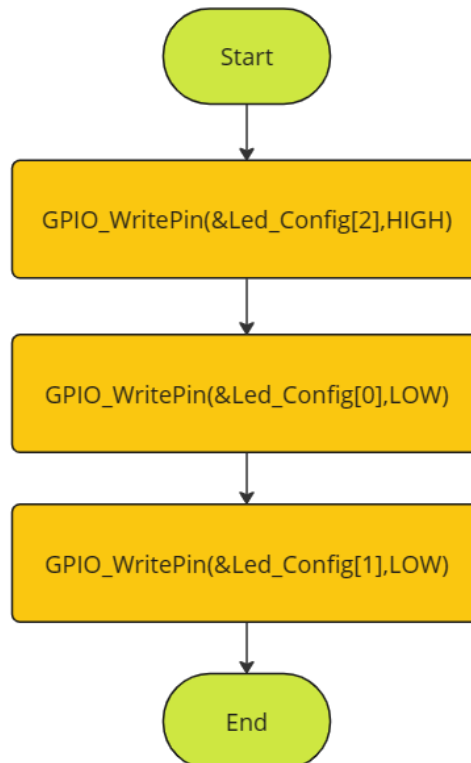 Start
GPIO_WritePin(&Led_Config[2],HIGH)
GPIO_WritePin(&Led_Config[0],LOW)
GPIO_WritePin(&Led_Config[1],LOW)
End